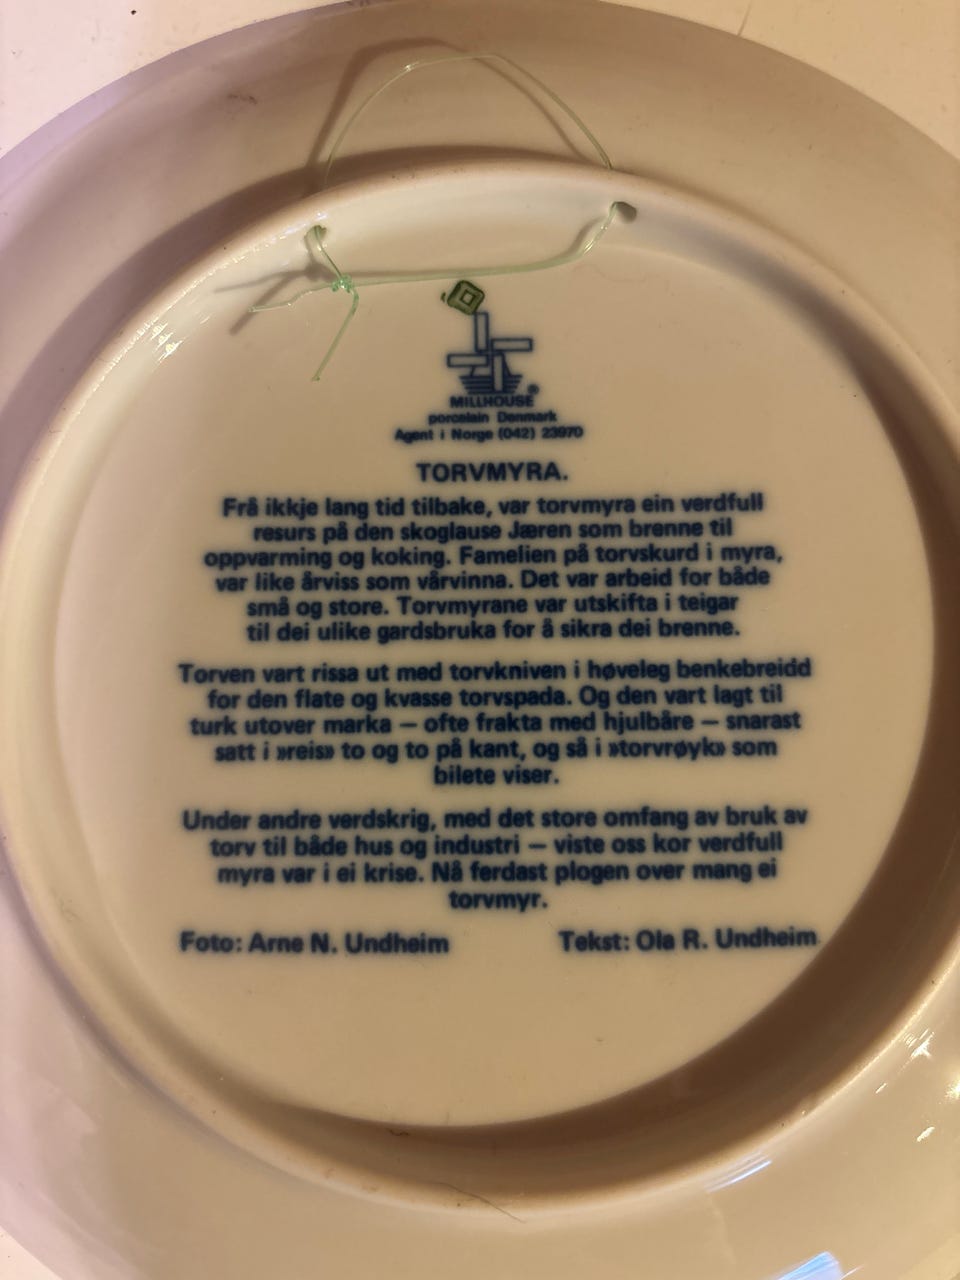 MILLHOUSE®
porcelain Denmark
Agent i Norge (042) 23970
TORVMYRA.
Frå ikkje lang tid tilbake, var torvmyra ein verdfull
resurs på den skoglause Jæren som brenne til
oppvarming og koking. Famelien på torvskurd i myra,
var like årviss som vårvinna. Det var arbeid for både
små og store. Torvmyrane var utskifta i teigar
til dei ulike gardsbruka for å sikra dei brenne.
Torven vart rissa ut med torvkniven i høveleg benkebreidd
for den flate og kvasse torvspada. Og den vart lagt til
turk utover marka – ofte frakta med hjulbåre – snarast
satt i »reis» to og to på kant, og så i »torvrøyk» som
bilete viser.
Under andre verdskrig, med det store omfang av bruk av
torv til både hus og industri – viste oss kor verdfull
myra var i ei krise. Nå ferdast plogen over mang ei
torvmyr.
Foto: Arne N. Undheim Tekst: Ola R. Undheim